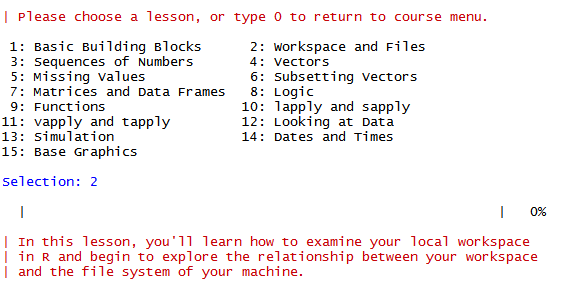 | Please choose a lesson, or type 0 to return to course menu.
1: Basic Building Blocks 2: Workspace and Files
3: Sequences of Numbers 4: Vectors
5: Missing Values 6: Subsetting Vectors
7: Matrices and Data Frames 8: Logic
9: Functions 10: lapply and sapply
11: vapply and tapply 12: Looking at Data
13: Simulation 14: Dates and Times
15: Base Graphics
Selection: 2
| | 0%
| In this lesson, you'll learn how to examine your local workspace
| in R and begin to explore the relationship between your workspace
| and the file system of your machine.